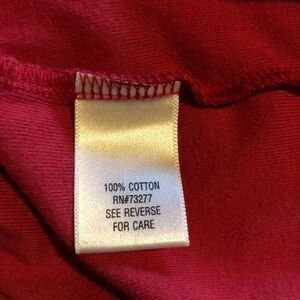 100% COTTON
RN#73277
SEE REVERSE
FOR CARE